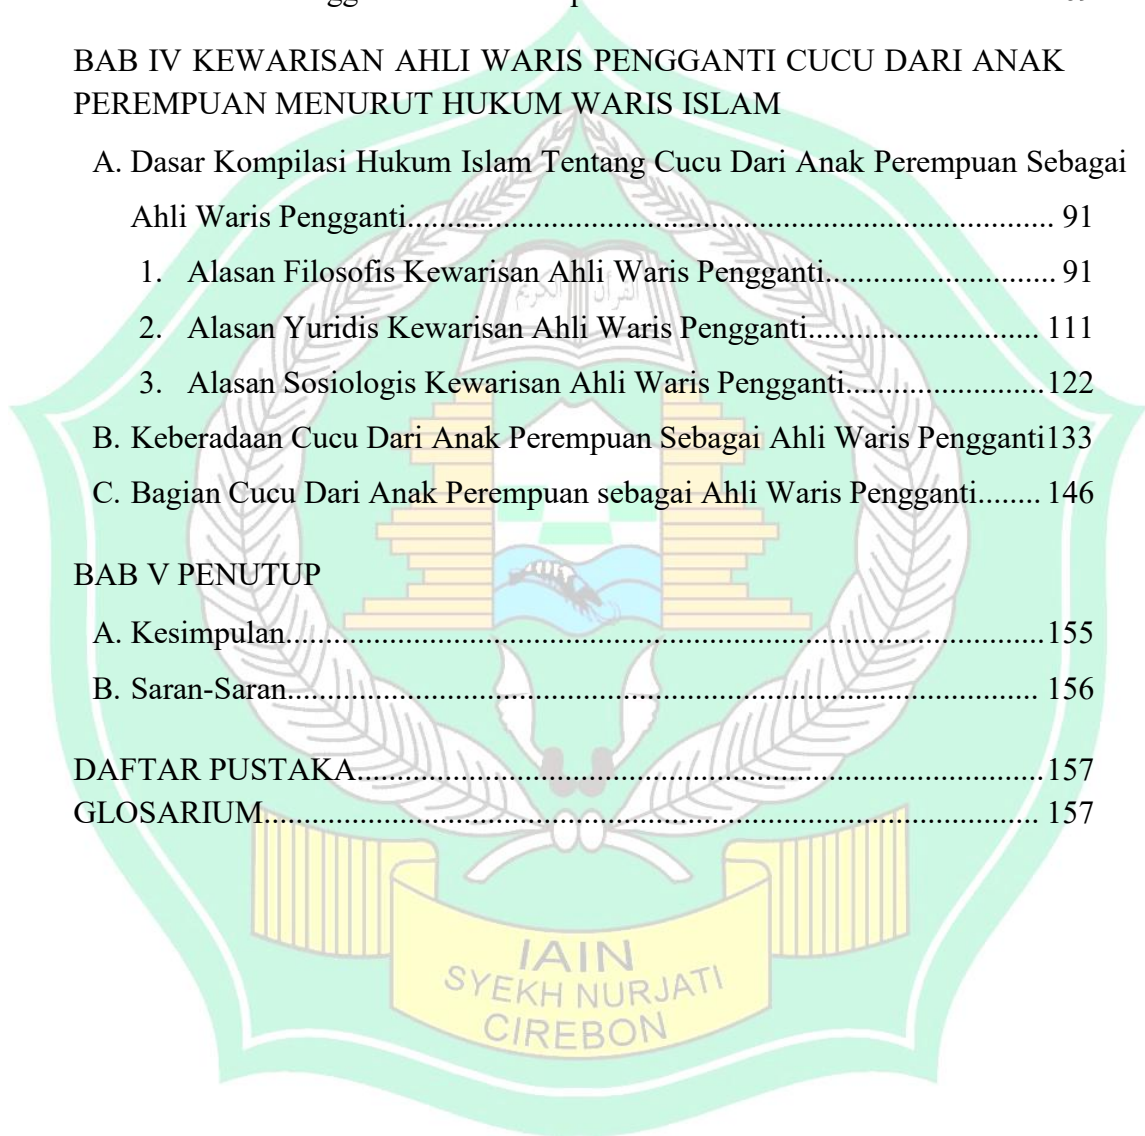 BAB IV KEWARISAN AHLI WARIS PENGGANTI CUCU DARI ANAK
PEREMPUAN MENURUT HUKUM WARIS ISLAM
A. Dasar Kompilasi Hukum Islam Tentang Cucu Dari Anak Perempuan Sebagai
Ahli Waris Pengganti.................................................................... 91
1. Alasan Filosofis Kewarisan Ahli Waris Pengganti........................ 91
2. Alasan Yuridis Kewarisan Ahli Waris Pengganti........................ 111
3. Alasan Sosiologis Kewarisan Ahli Waris Pengganti.....................122
B. Keberadaan Cucu Dari Anak Perempuan Sebagai Ahli Waris Pengganti133
C. Bagian Cucu Dari Anak Perempuan sebagai Ahli Waris Pengganti........ 146
BAB V PENUTUP
A. Kesimpulan................................................................................155
B. Saran-Saran............................................................................... 156
DAFTAR PUSTAKA........................................................................157
GLOSARIUM................................................................................. 157
القرآن الكريم
IAIN
SYEKH NURJATI
CIREBON